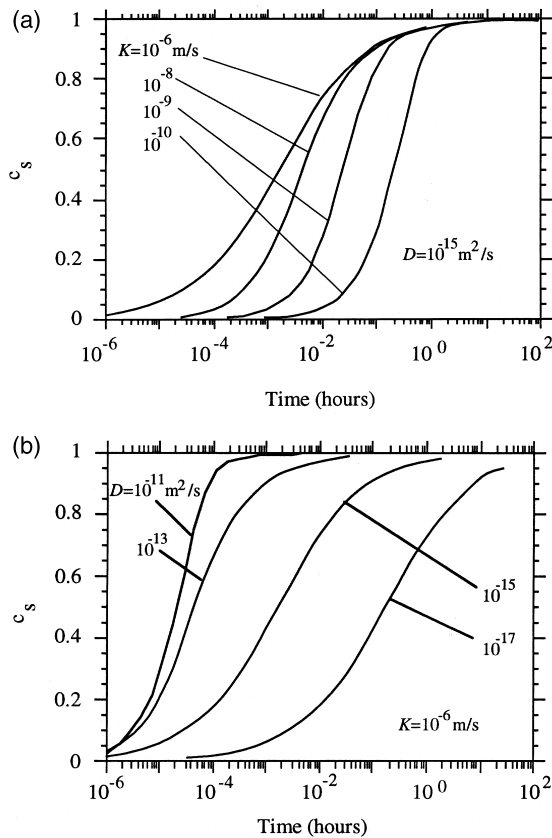 (a)
1
0.8
0.6
0.4
0.2
0
c_s
K=10^-6 m/s
10^-8
10^-9
10^-10
D=10^-15 m^2/s
10^-6 10^-4 10^-2 10^0 10^2
Time (hours)
(b)
1
0.8
0.6
0.4
0.2
0
c_s
D=10^-11 m^2/s
10^-13
10^-15
10^-17
K=10^-6 m/s
10^-6 10^-4 10^-2 10^0 10^2
Time (hours)